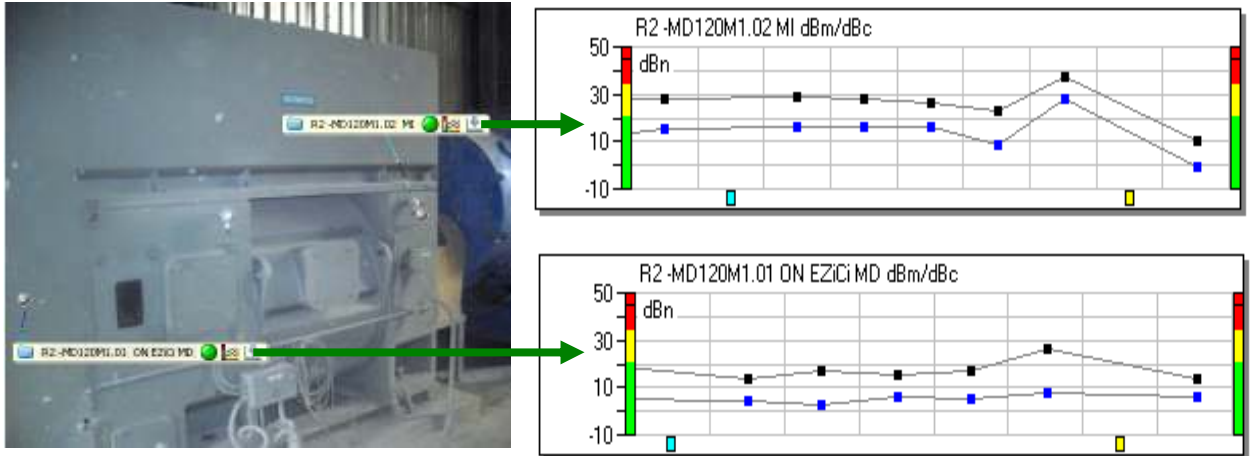 R2-MD120M1.02 MI
R2-MD120M1.01 ON EZiCi MD
R2-MD120M1.02 MI dBm/dBc
50
dBn
30
10
-10
R2-MD120M1.01 ON EZiCi MD dBm/dBc
50
dBn
30
10
-10